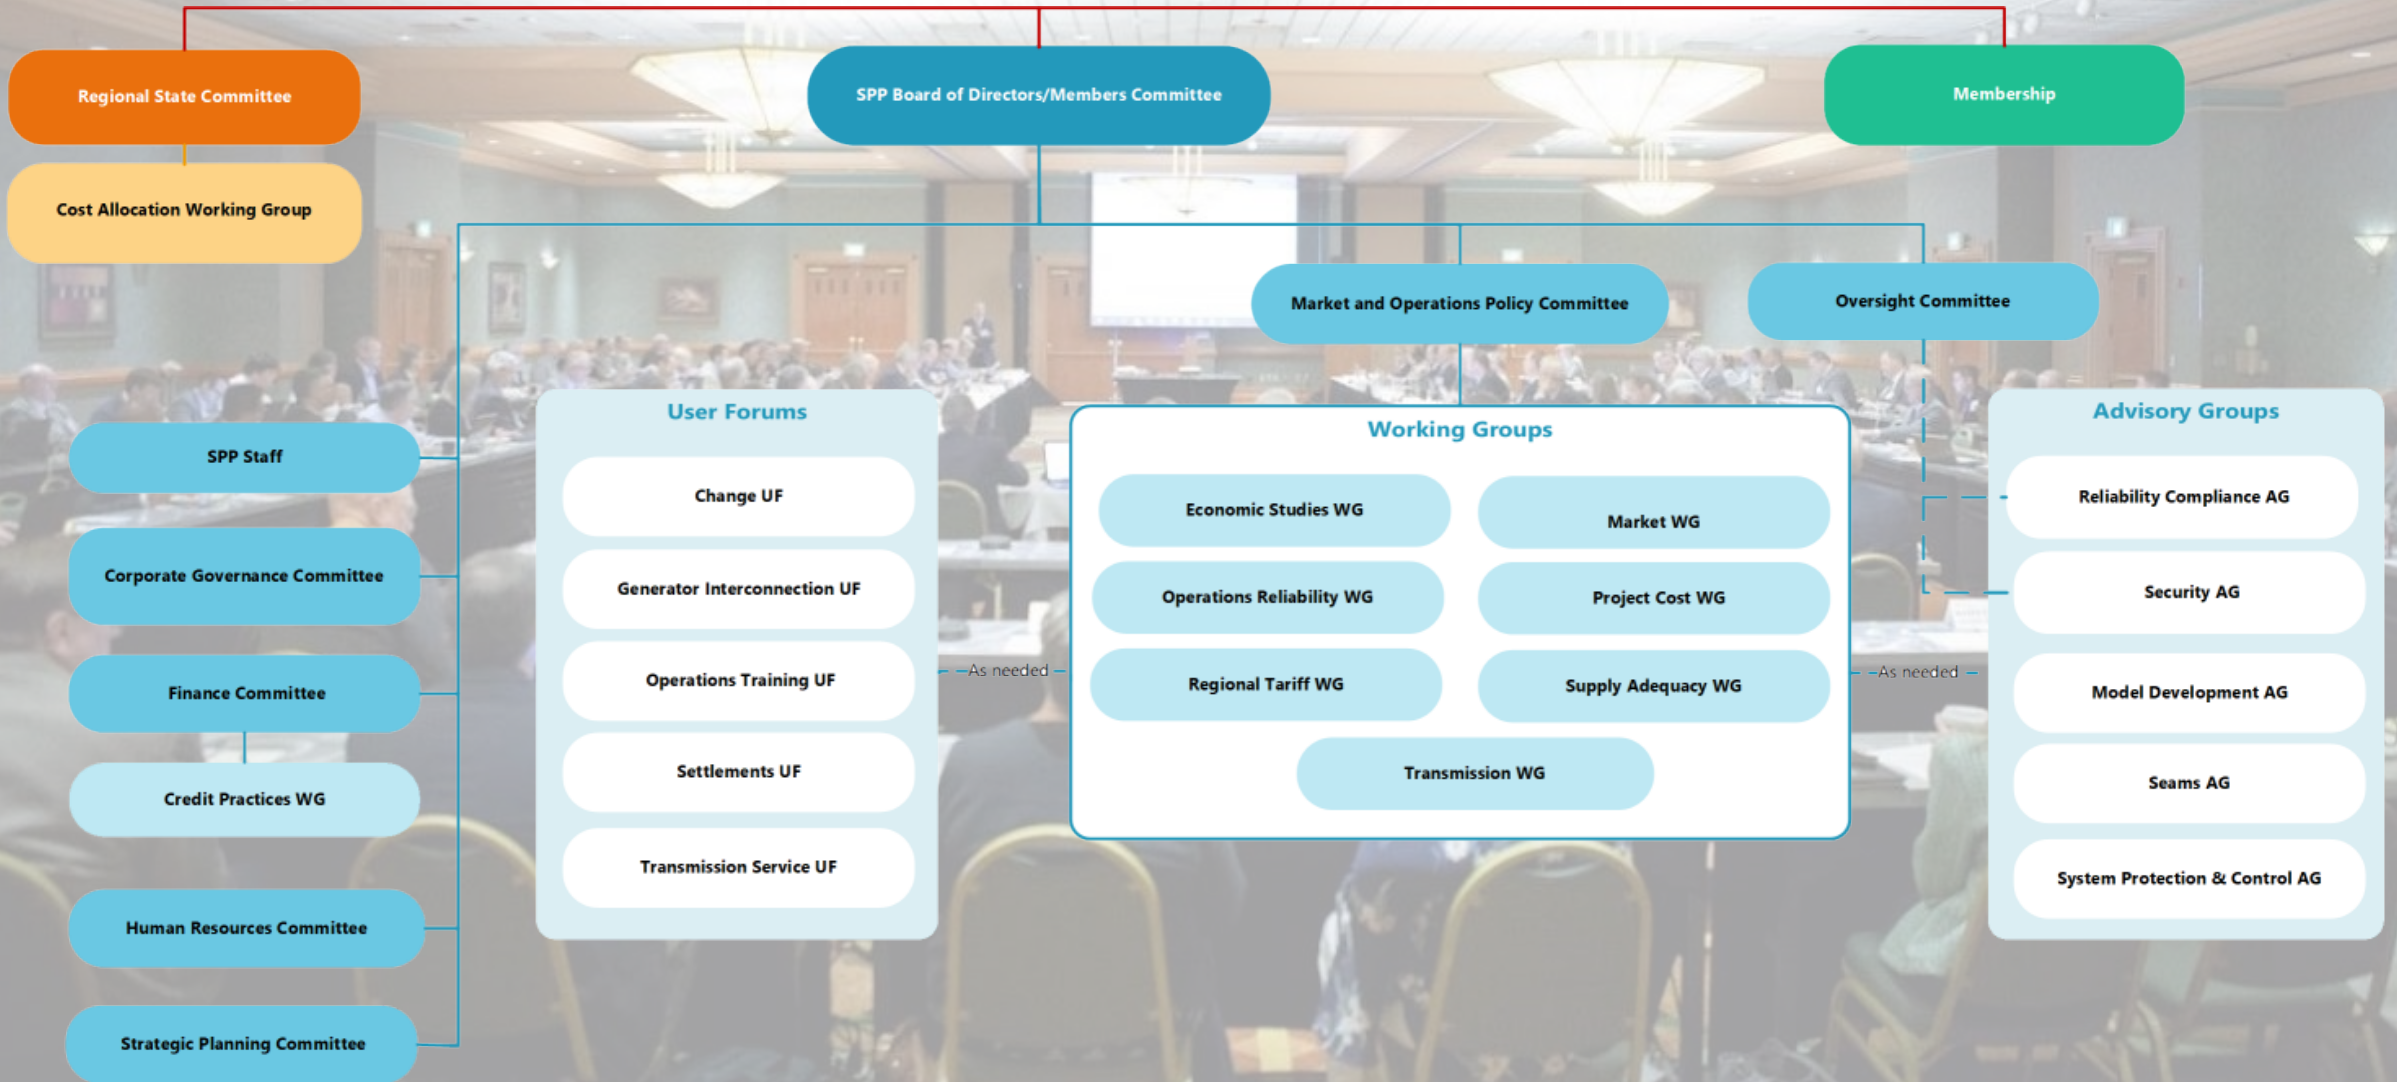 Regional State Committee
SPP Board of Directors/Members Committee
Membership
Cost Allocation Working Group
Market and Operations Policy Committee
Oversight Committee
SPP Staff
Corporate Governance Committee
Finance Committee
Credit Practices WG
Human Resources Committee
Strategic Planning Committee
User Forums
Change UF
Generator Interconnection UF
Operations Training UF
Settlements UF
Transmission Service UF
As needed
Working Groups
Economic Studies WG
Market WG
Operations Reliability WG
Project Cost WG
Regional Tariff WG
Supply Adequacy WG
Transmission WG
As needed
Advisory Groups
Reliability Compliance AG
Security AG
Model Development AG
Seams AG
System Protection & Control AG